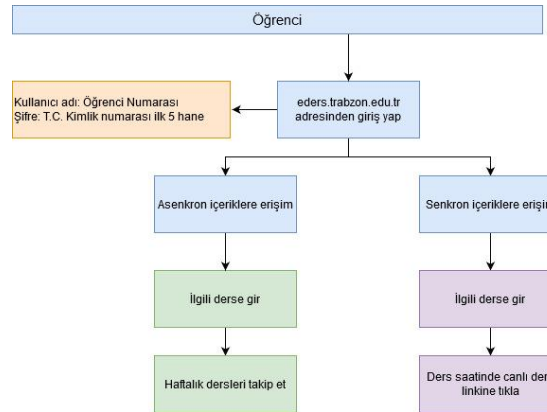 Öğrenci
Kullanıcı adı: Öğrenci Numarası
Şifre: T.C. Kimlik numarası ilk 5 hane
eders.trabzon.edu.tr
adresinden giriş yap
Asenkron içeriklere erişim
Senkron içeriklere erişim
İlgili derse gir
İlgili derse gir
Haftalık dersleri takip et
Ders saatinde canlı ders
linkine tıkla